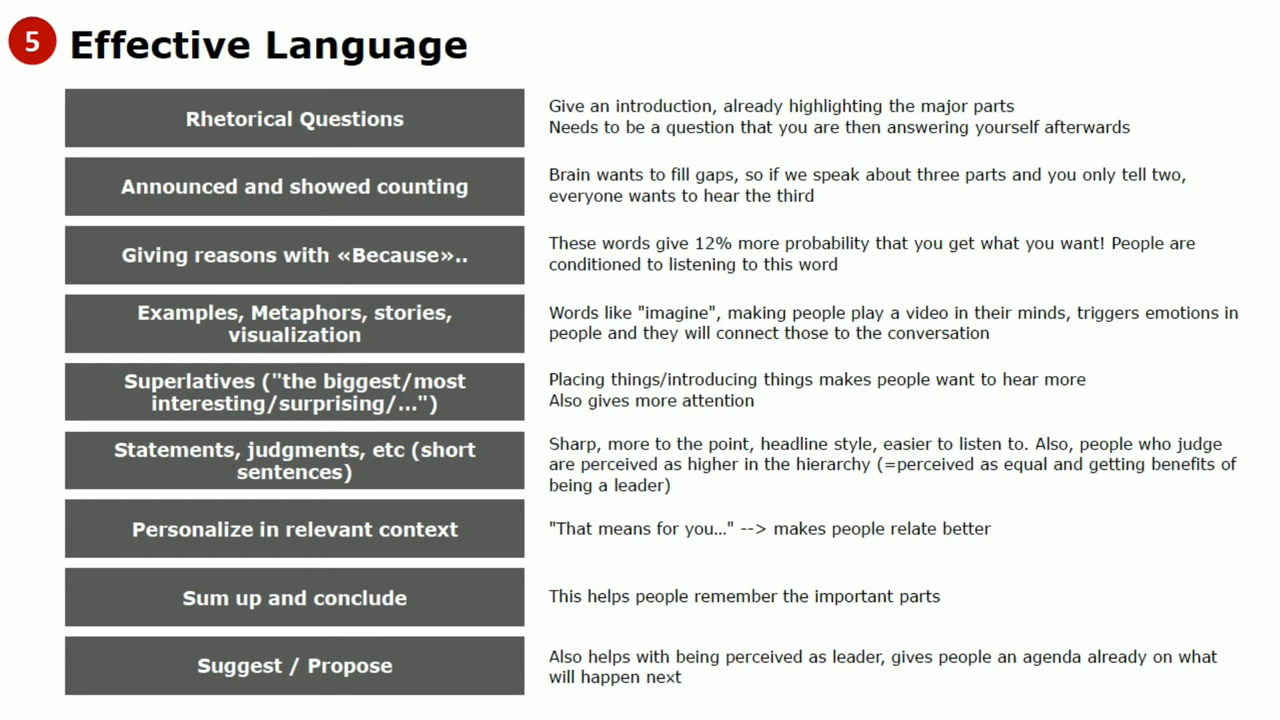 5
Effective Language
Rhetorical Questions
Give an introduction, already highlighting the major parts
Needs to be a question that you are then answering yourself afterwards
Announced and showed counting
Brain wants to fill gaps, so if we speak about three parts and you only tell two,
everyone wants to hear the third
Giving reasons with «Because»..
These words give 12% more probability that you get what you want! People are
conditioned to listening to this word
Examples, Metaphors, stories,
visualization
Words like "imagine", making people play a video in their minds, triggers emotions in
people and they will connect those to the conversation
Superlatives ("the biggest/most
interesting/surprising/...")
Placing things/introducing things makes people want to hear more
Also gives more attention
Statements, judgments, etc (short
sentences)
Sharp, more to the point, headline style, easier to listen to. Also, people who judge
are perceived as higher in the hierarchy (=perceived as equal and getting benefits of
being a leader)
Personalize in relevant context
"That means for you..." --> makes people relate better
Sum up and conclude
This helps people remember the important parts
Suggest / Propose
Also helps with being perceived as leader, gives people an agenda already on what
will happen next